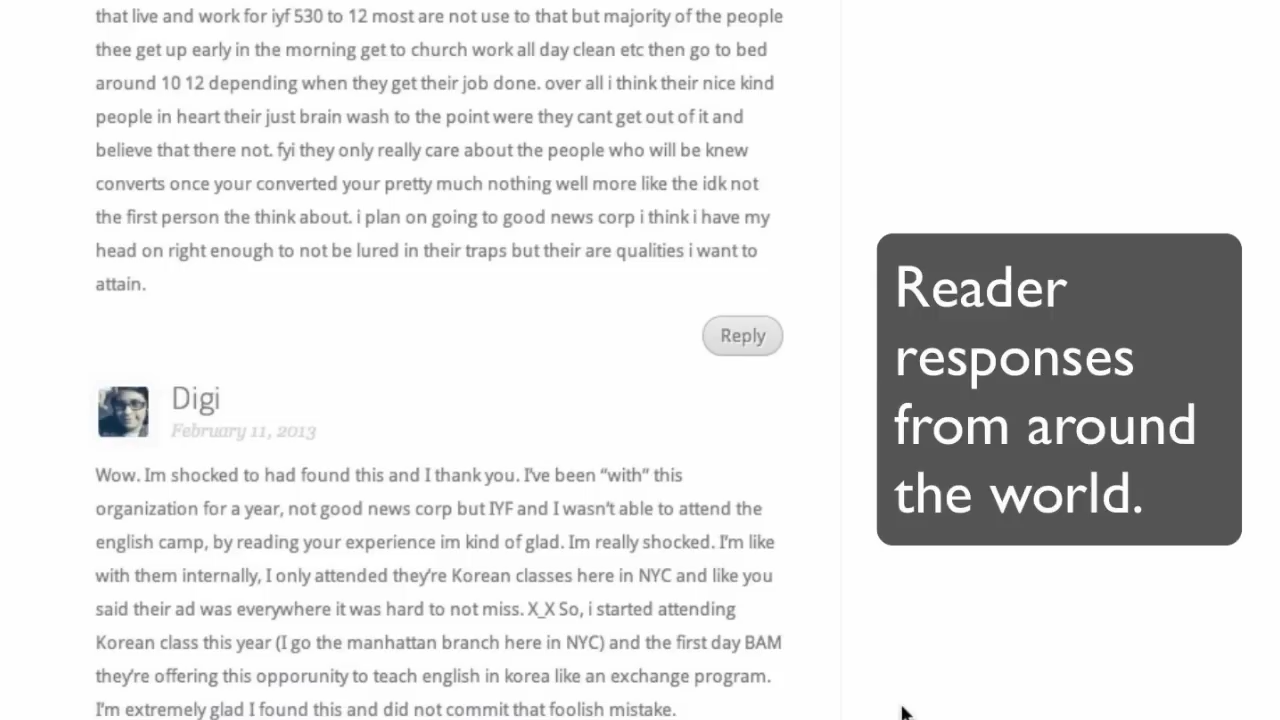 that live and work for iyf 530 to 12 most are not use to that but majority of the people
thee get up early in the morning get to church work all day clean etc then go to bed
around 10 12 depending when they get their job done. over all i think their nice kind
people in heart their just brain wash to the point were they cant get out of it and
believe that there not. fyi they only really care about the people who will be knew
converts once your converted your pretty much nothing well more like the idk not
the first person the think about. i plan on going to good news corp i think i have my
head on right enough to not be lured in their traps but their are qualities i want to
attain.
Reply
Digi
February 11, 2013
Wow. Im shocked to had found this and I thank you. I've been “with” this
organization for a year, not good news corp but IYF and I wasn't able to attend the
english camp, by reading your experience im kind of glad. Im really shocked. I'm like
with them internally, I only attended they're Korean classes here in NYC and like you
said their ad was everywhere it was hard to not miss. X_X So, i started attending
Korean class this year (I go the manhattan branch here in NYC) and the first day BAM
they're offering this opporunity to teach english in korea like an exchange program.
I'm extremely glad I found this and did not commit that foolish mistake.
Reader
responses
from around
the world.